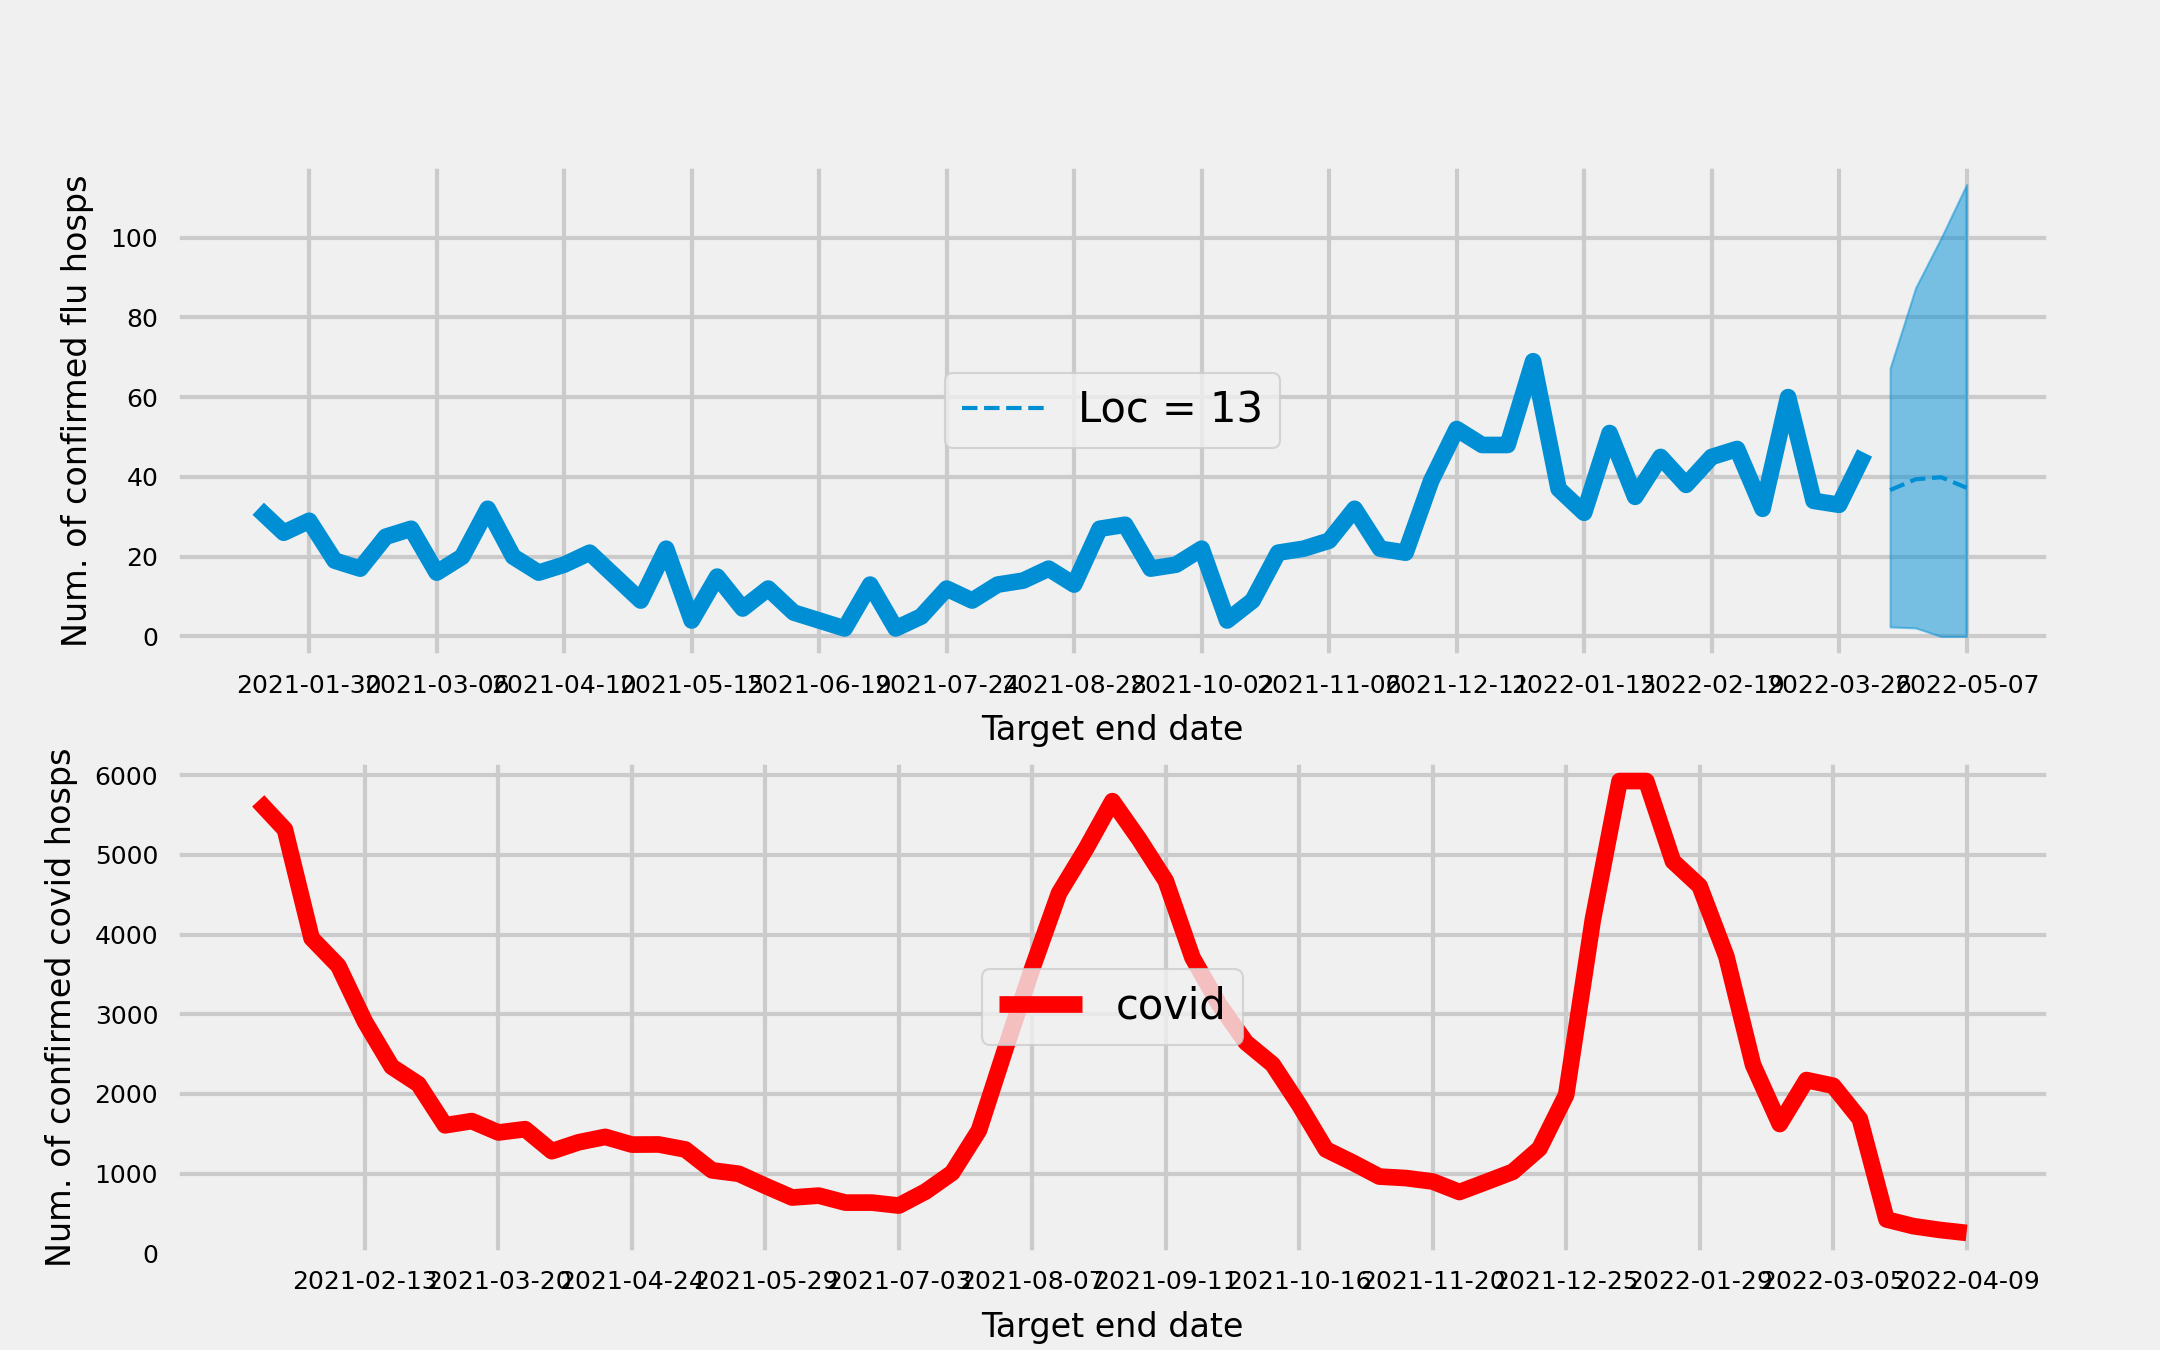 Num. of confirmed flu hosps
100
80
60
40
20
0
Loc = 13
2021-01-30 2021-03-06 2021-04-10 2021-05-15 2021-06-19 2021-07-24 2021-08-28 2021-10-02 2021-11-06 2021-12-11 2022-01-15 2022-02-19 2022-03-26 2022-05-07
Target end date
Num. of confirmed covid hosps
6000
5000
4000
3000
2000
1000
0
covid
2021-02-13 2021-03-20 2021-04-24 2021-05-29 2021-07-03 2021-08-07 2021-09-11 2021-10-16 2021-11-20 2021-12-25 2022-01-29 2022-03-05 2022-04-09
Target end date